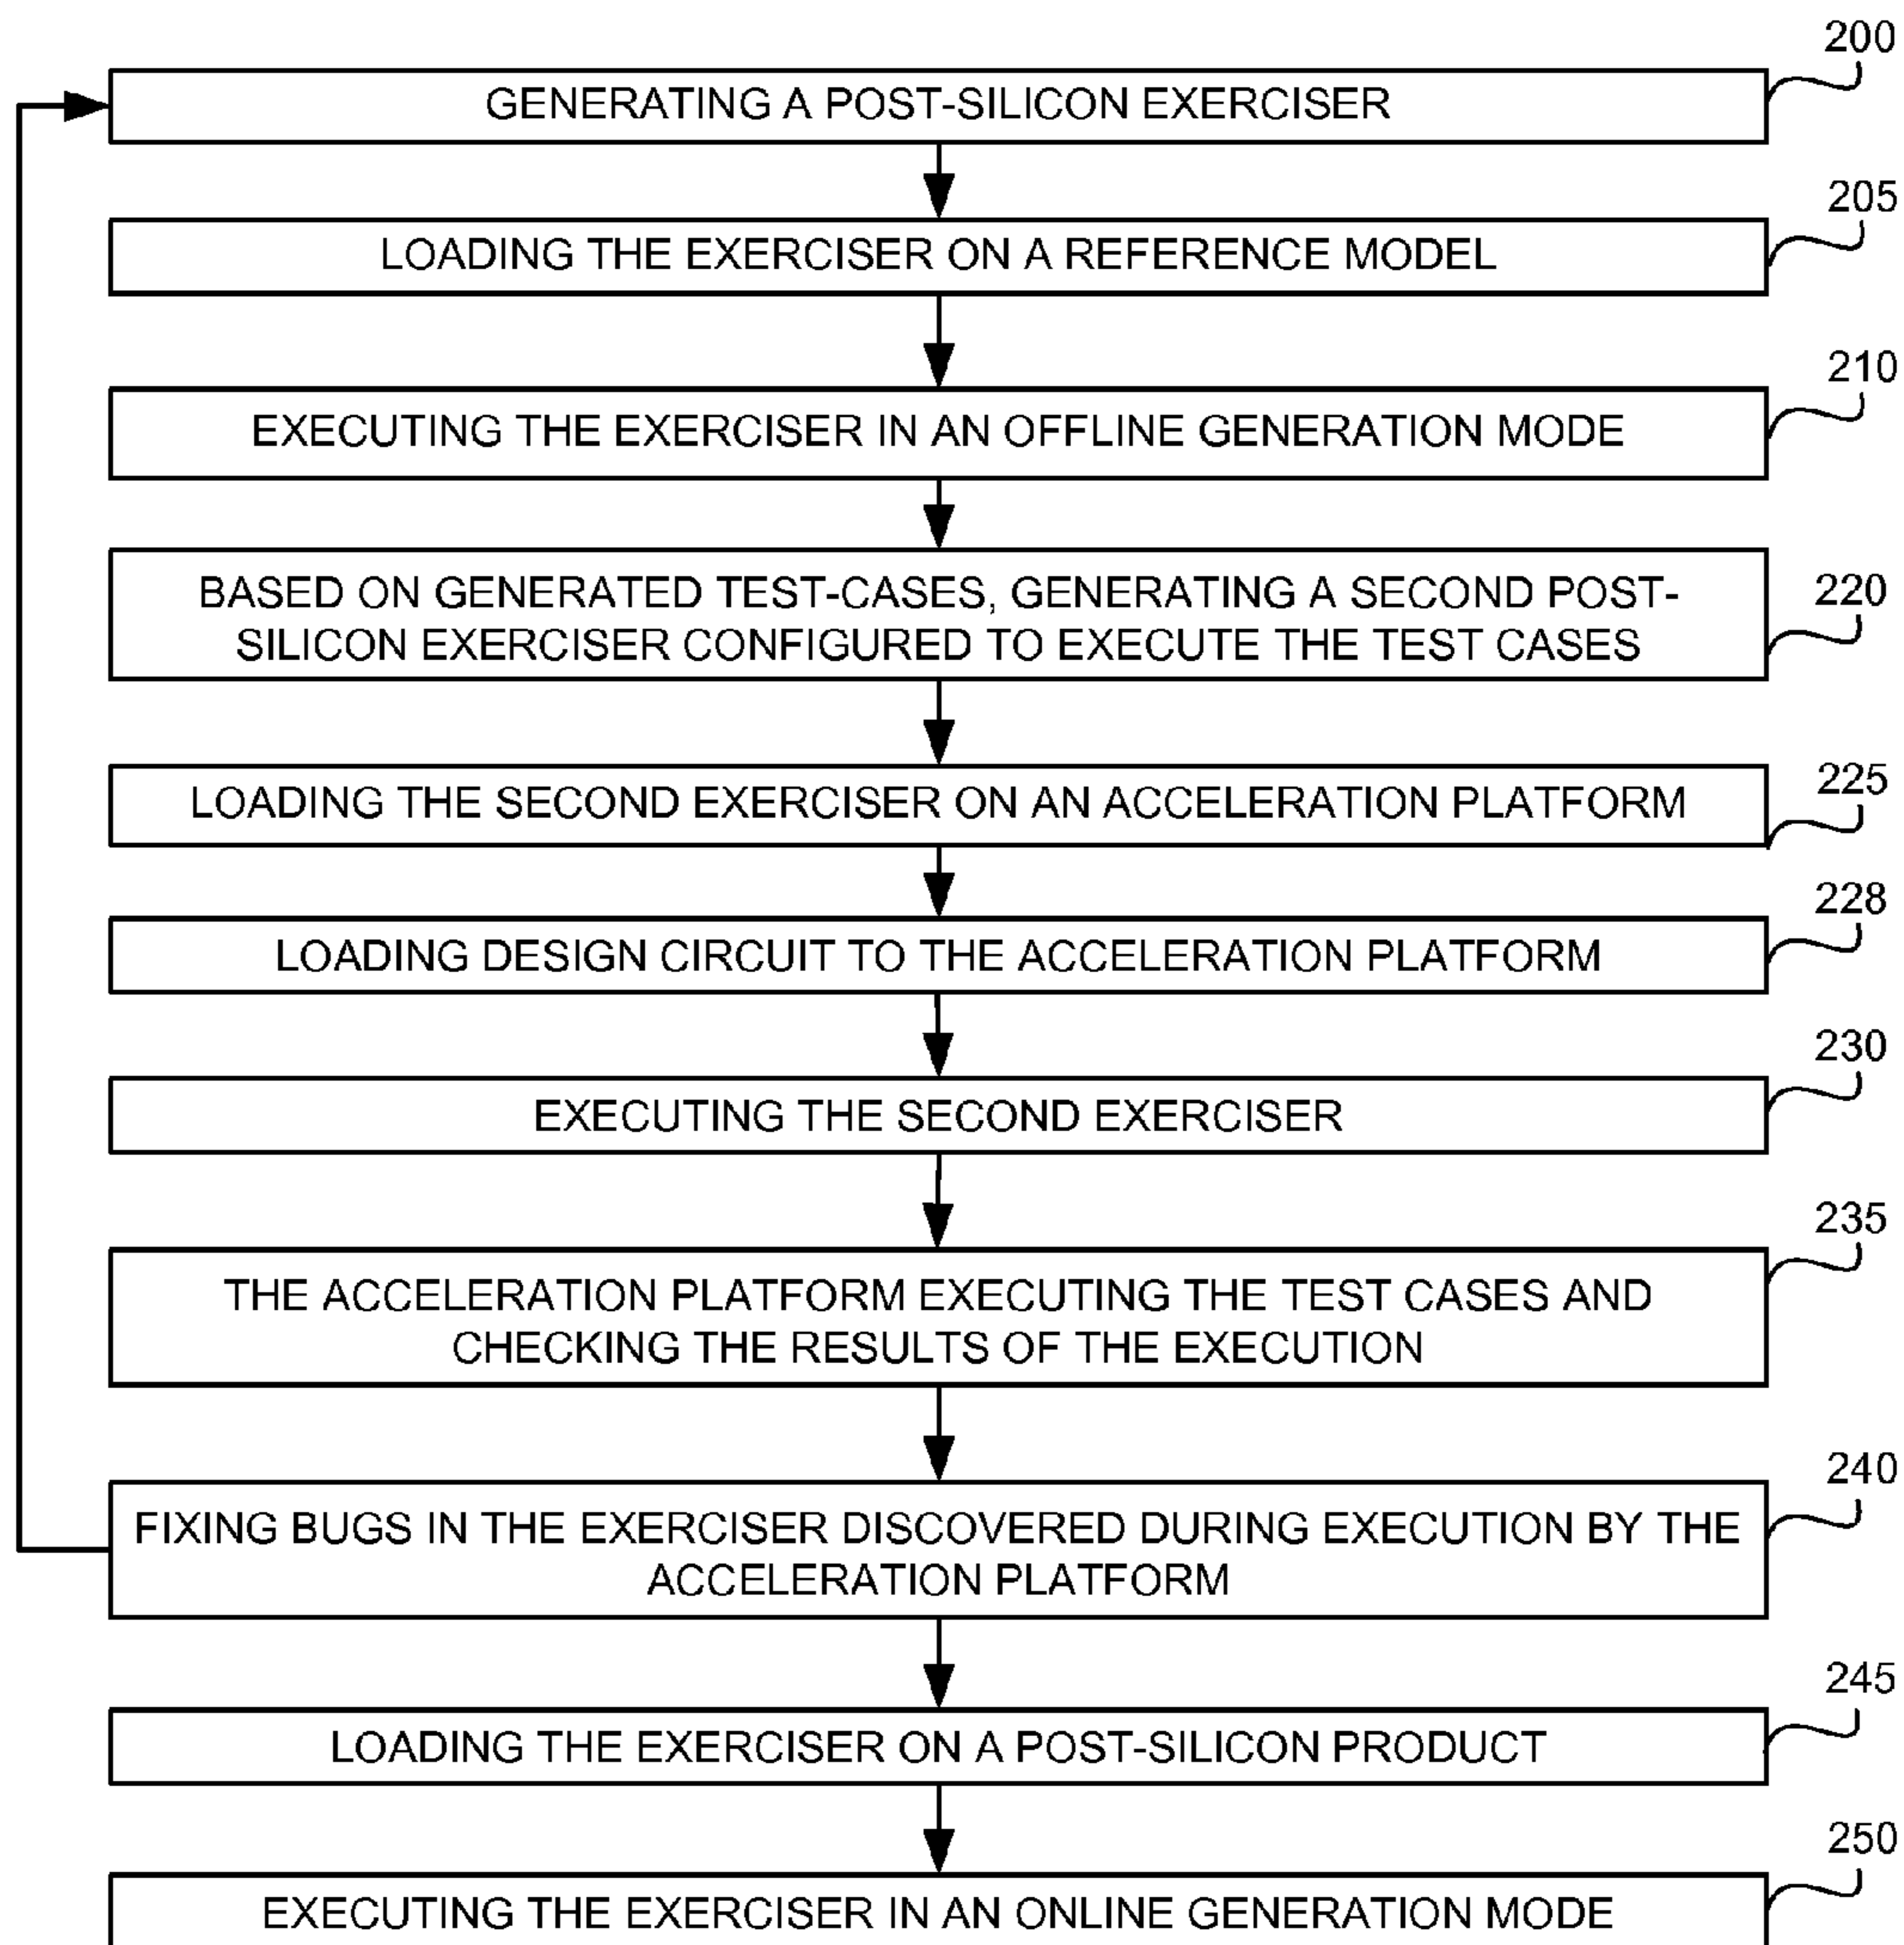 200
GENERATING A POST-SILICON EXERCISER
205
LOADING THE EXERCISER ON A REFERENCE MODEL
210
EXECUTING THE EXERCISER IN AN OFFLINE GENERATION MODE
220
BASED ON GENERATED TEST-CASES, GENERATING A SECOND POST-
SILICON EXERCISER CONFIGURED TO EXECUTE THE TEST CASES
225
LOADING THE SECOND EXERCISER ON AN ACCELERATION PLATFORM
228
LOADING DESIGN CIRCUIT TO THE ACCELERATION PLATFORM
230
EXECUTING THE SECOND EXERCISER
235
THE ACCELERATION PLATFORM EXECUTING THE TEST CASES AND
CHECKING THE RESULTS OF THE EXECUTION
240
FIXING BUGS IN THE EXERCISER DISCOVERED DURING EXECUTION BY THE
ACCELERATION PLATFORM
245
LOADING THE EXERCISER ON A POST-SILICON PRODUCT
250
EXECUTING THE EXERCISER IN AN ONLINE GENERATION MODE